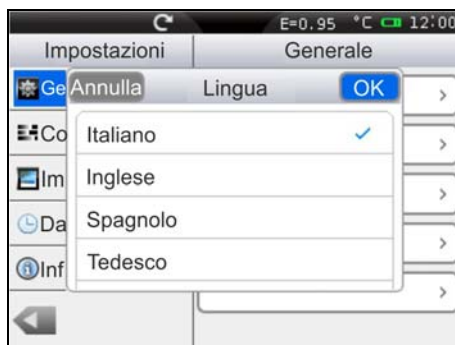 E=0.95 °C 12:00
Impostazioni Generale
Ge
Annulla Lingua OK
Co
Italiano
Im
Inglese
Da
Spagnolo
Inf
Tedesco